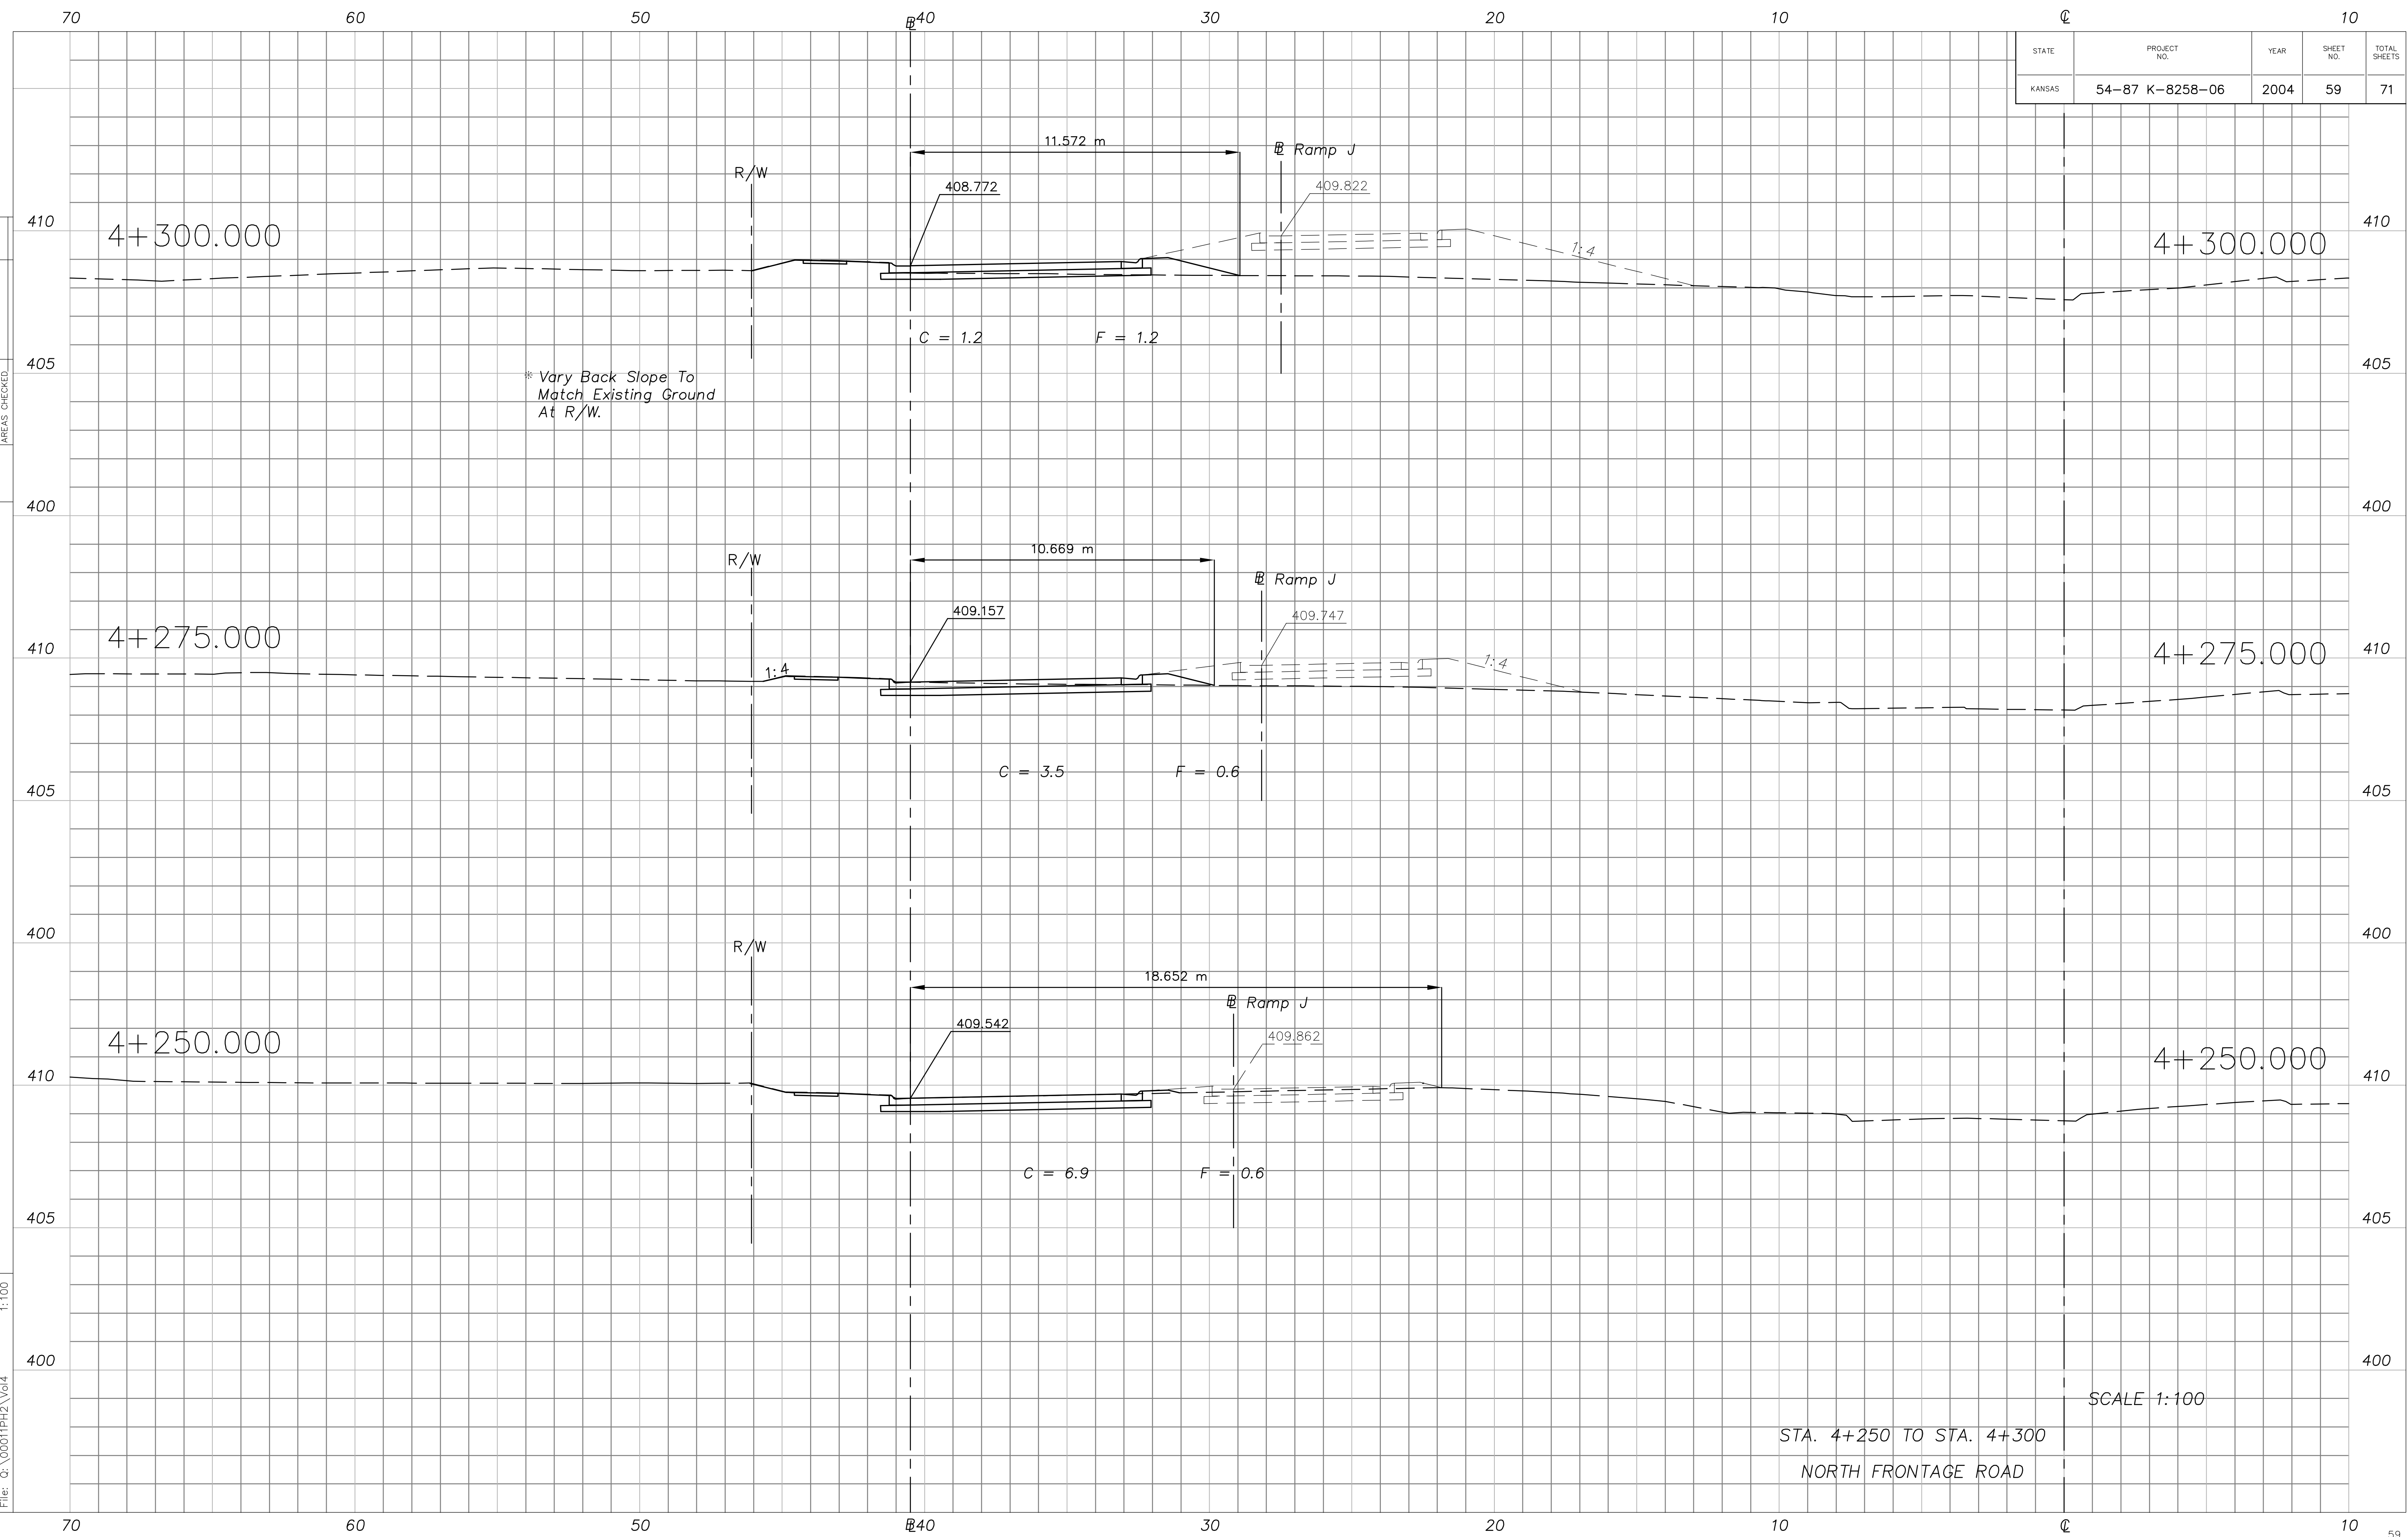 70 60 50 ℄ 40 30 20 10 ℄ 10
STATE PROJECT NO. YEAR SHEET NO. TOTAL SHEETS
KANSAS 54-87 K-8258-06 2004 59 71
11.572 m
R/W
408.772
℄ Ramp J
409.822
410 410
4+300.000 4+300.000
1:4
C = 1.2 F = 1.2
405 405
* Vary Back Slope To
Match Existing Ground
At R/W.
400 400
R/W
10.669 m
℄ Ramp J
409.157
409.747
4+275.000 4+275.000
410 410
1:4 1:4
C = 3.5 F = 0.6
405 405
400 400
R/W
18.652 m
℄ Ramp J
409.542
409.862
4+250.000 4+250.000
410 410
C = 6.9 F = 0.6
405 405
400 400
SCALE 1:100
STA. 4+250 TO STA. 4+300
NORTH FRONTAGE ROAD
70 60 50 ℄ 40 30 20 10 ℄ 10
59
AREAS CHECKED
1:100
File: Q:\00011PH2\Vol4